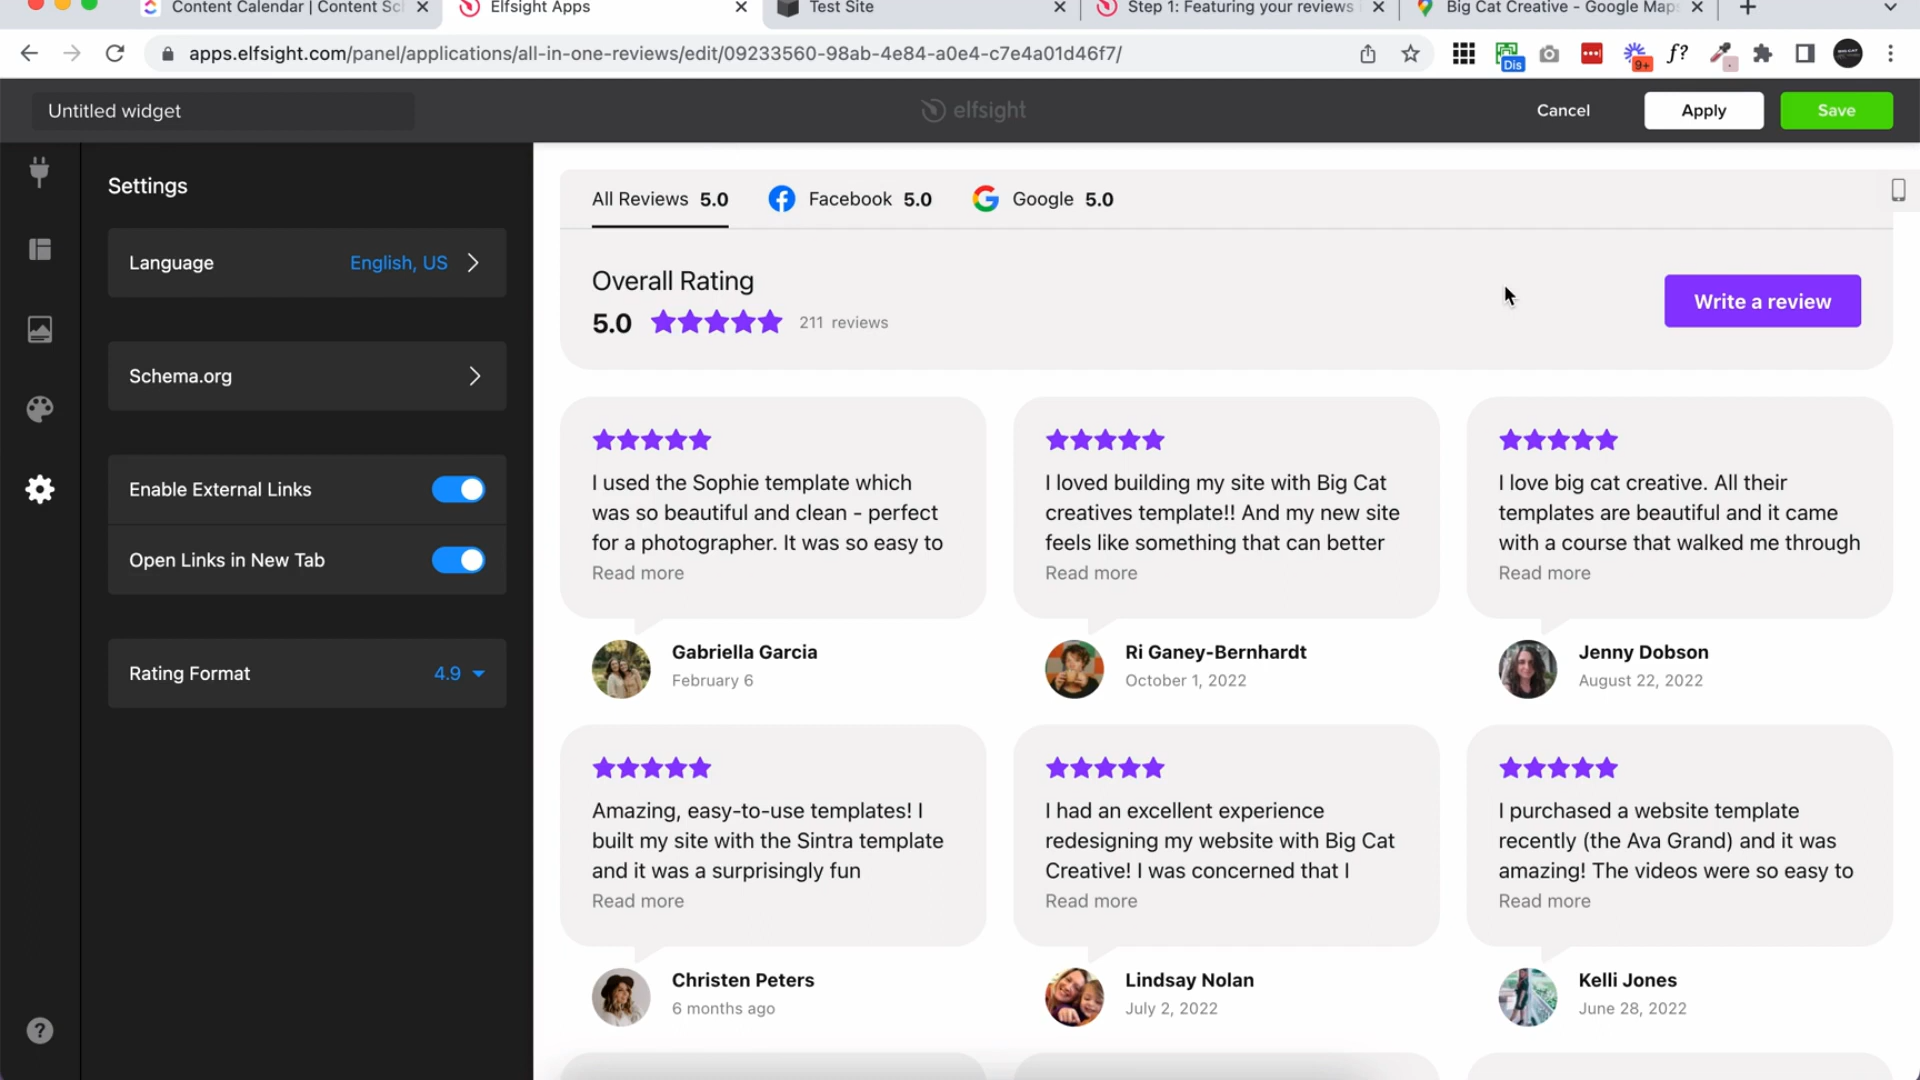 Content Calendar | Content Sc
Elfsight Apps
Test Site
Step 1: Featuring your reviews
Big Cat Creative - Google Maps
apps.elfsight.com/panel/applications/all-in-one-reviews/edit/09233560-98ab-4e84-a0e4-c7e4a01d46f7/
Dis
9+
f?
Untitled widget
elfsight
Cancel
Apply
Save
Settings
Language
English, US
Schema.org
Enable External Links
Open Links in New Tab
Rating Format
4.9
?
All Reviews 5.0
Facebook 5.0
Google 5.0
Overall Rating
5.0
211 reviews
Write a review
I used the Sophie template which
was so beautiful and clean - perfect
for a photographer. It was so easy to
Read more
Gabriella Garcia
February 6
I loved building my site with Big Cat
creatives template!! And my new site
feels like something that can better
Read more
Ri Ganey-Bernhardt
October 1, 2022
I love big cat creative. All their
templates are beautiful and it came
with a course that walked me through
Read more
Jenny Dobson
August 22, 2022
Amazing, easy-to-use templates! I
built my site with the Sintra template
and it was a surprisingly fun
Read more
Christen Peters
6 months ago
I had an excellent experience
redesigning my website with Big Cat
Creative! I was concerned that I
Read more
Lindsay Nolan
July 2, 2022
I purchased a website template
recently (the Ava Grand) and it was
amazing! The videos were so easy to
Read more
Kelli Jones
June 28, 2022